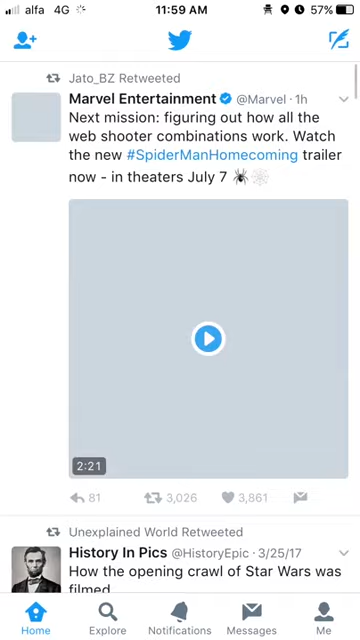 alfa 4G 11:59 AM 57%
Jato_BZ Retweeted
Marvel Entertainment @Marvel · 1h
Next mission: figuring out how all the
web shooter combinations work. Watch
the new #SpiderManHomecoming trailer
now - in theaters July 7 🕷🕸
2:21
81 3,026 3,861
Unexplained World Retweeted
History In Pics @HistoryEpic · 3/25/17
How the opening crawl of Star Wars was
filmed
Home Explore Notifications Messages Me